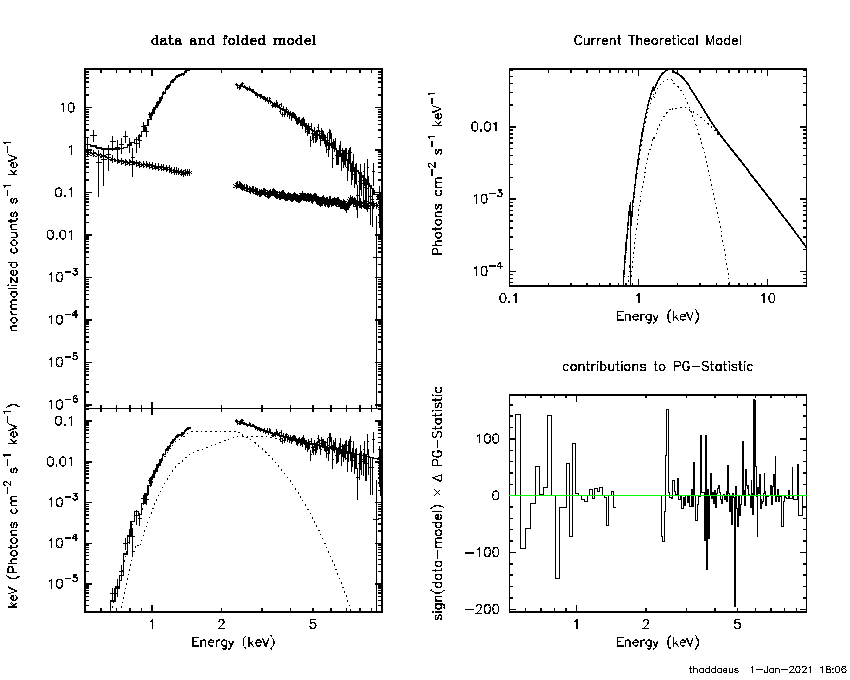 data and folded model
10
1
0.1
0.01
10−3
10−4
10−5
10−6
normalized counts s−1 keV−1
0.1
0.01
10−3
10−4
10−5
keV (Photons cm−2 s−1 keV−1)
1 2 5
Energy (keV)
Current Theoretical Model
0.01
10−3
10−4
Photons cm−2 s−1 keV−1
0.1 1 10
Energy (keV)
contributions to PG−Statistic
100
0
−100
−200
sign(data−model) × Δ PG−Statistic
1 2 5
Energy (keV)
thaddaeus 1−Jan−2021 18:06